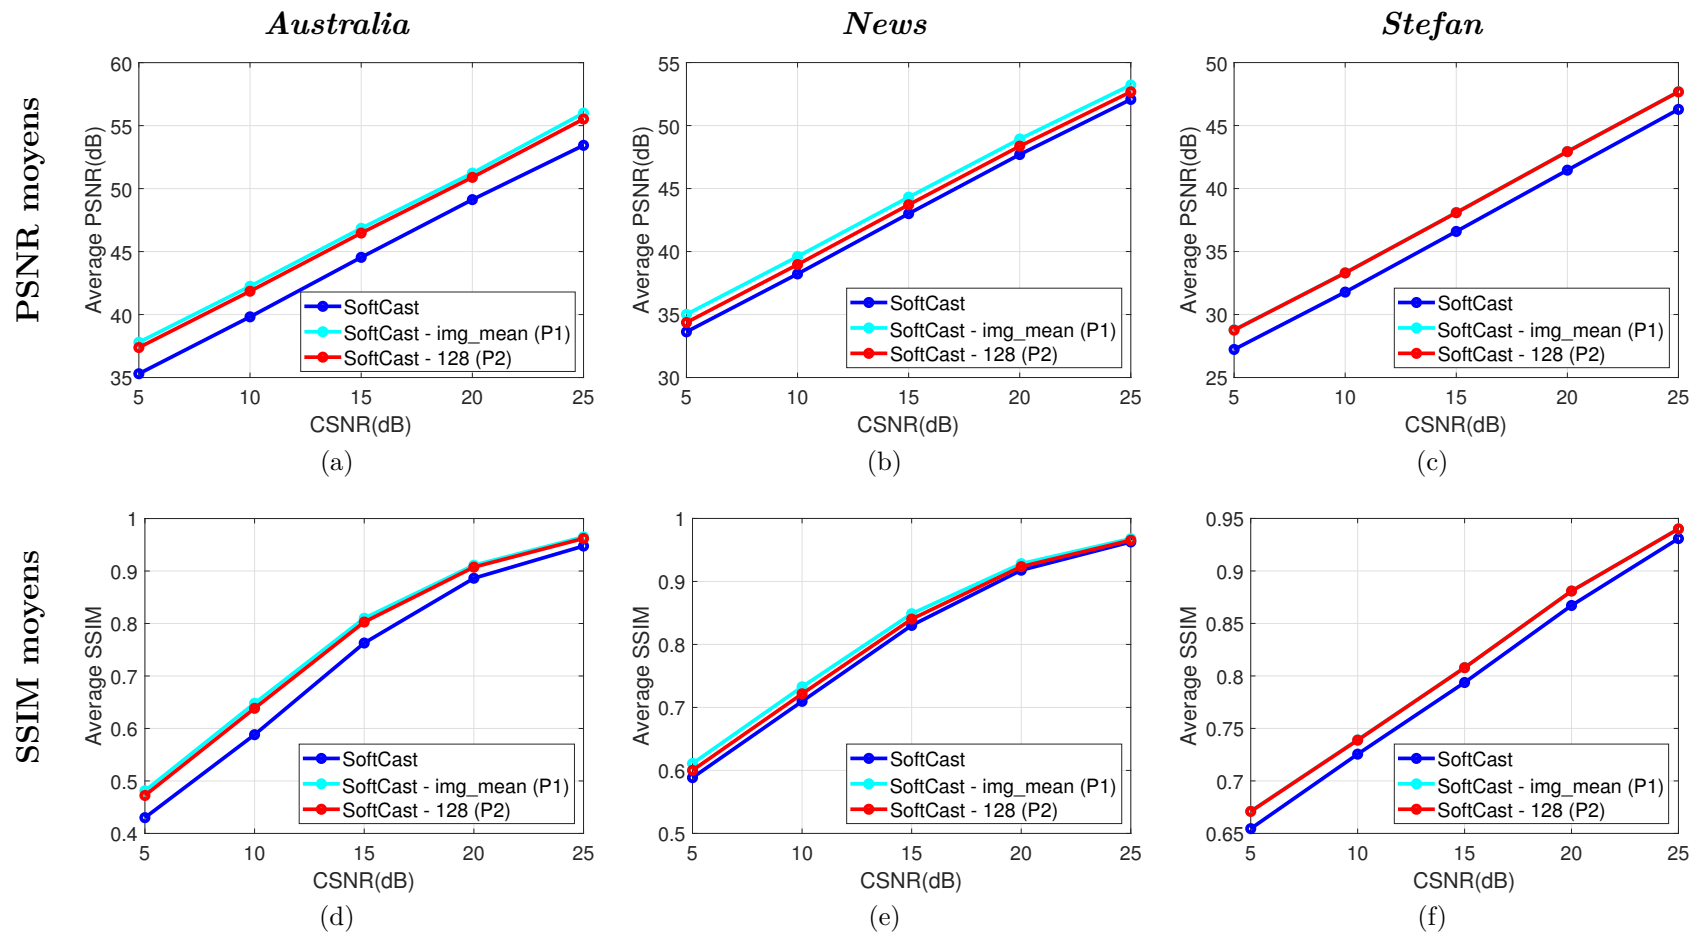 Australia
News
Stefan
PSNR moyens
Average PSNR(dB)
60
55
50
45
40
35
5
10
15
20
25
CSNR(dB)
SoftCast
SoftCast - img_mean (P1)
SoftCast - 128 (P2)
(a)
Average PSNR(dB)
55
50
45
40
35
30
5
10
15
20
25
CSNR(dB)
SoftCast
SoftCast - img_mean (P1)
SoftCast - 128 (P2)
(b)
Average PSNR(dB)
50
45
40
35
30
25
5
10
15
20
25
CSNR(dB)
SoftCast
SoftCast - img_mean (P1)
SoftCast - 128 (P2)
(c)
SSIM moyens
Average SSIM
1
0.9
0.8
0.7
0.6
0.5
0.4
5
10
15
20
25
CSNR(dB)
SoftCast
SoftCast - img_mean (P1)
SoftCast - 128 (P2)
(d)
Average SSIM
1
0.9
0.8
0.7
0.6
0.5
5
10
15
20
25
CSNR(dB)
SoftCast
SoftCast - img_mean (P1)
SoftCast - 128 (P2)
(e)
Average SSIM
0.95
0.9
0.85
0.8
0.75
0.7
0.65
5
10
15
20
25
CSNR(dB)
SoftCast
SoftCast - img_mean (P1)
SoftCast - 128 (P2)
(f)